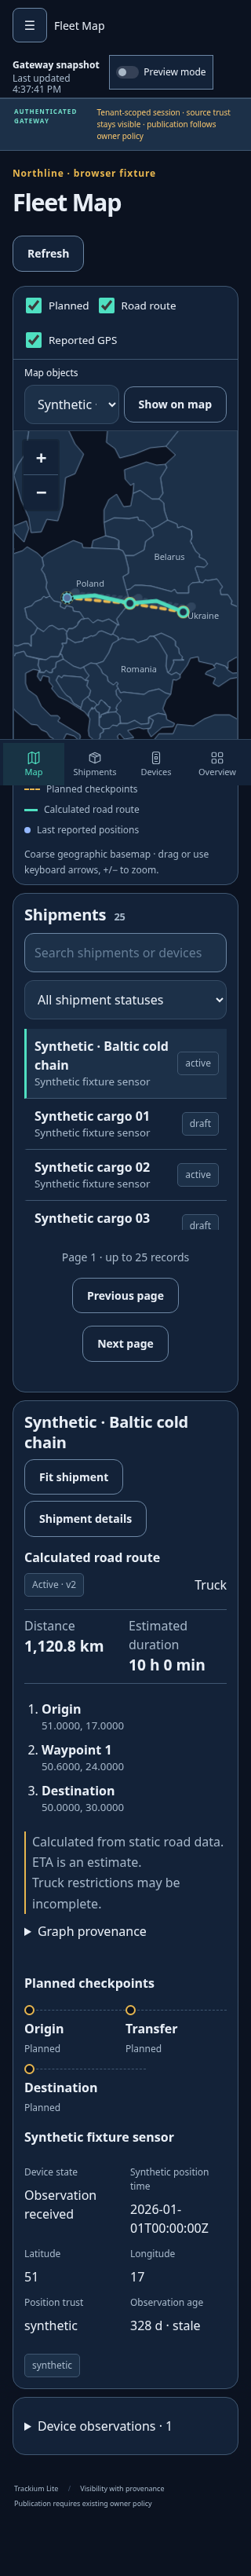 Fleet Map
Gateway snapshot
Last updated
4:37:41 PM
Preview mode
AUTHENTICATED
GATEWAY
Tenant-scoped session · source trust
stays visible · publication follows
owner policy
Northline · browser fixture
Fleet Map
Refresh
Planned
Road route
Reported GPS
Map objects
Synthetic
Show on map
+
−
Belarus
Poland
Ukraine
Romania
Map
Shipments
Devices
Overview
Planned checkpoints
Calculated road route
Last reported positions
Coarse geographic basemap · drag or use
keyboard arrows, +/− to zoom.
Shipments 25
Search shipments or devices
All shipment statuses
Synthetic · Baltic cold
chain
Synthetic fixture sensor
active
Synthetic cargo 01
Synthetic fixture sensor
draft
Synthetic cargo 02
Synthetic fixture sensor
active
Synthetic cargo 03
Synthetic fixture sensor
draft
Page 1 · up to 25 records
Previous page
Next page
Synthetic · Baltic cold
chain
Fit shipment
Shipment details
Calculated road route
Active · v2
Truck
Distance
1,120.8 km
Estimated
duration
10 h 0 min
1. Origin
51.0000, 17.0000
2. Waypoint 1
50.6000, 24.0000
3. Destination
50.0000, 30.0000
Calculated from static road data.
ETA is an estimate.
Truck restrictions may be
incomplete.
Graph provenance
Planned checkpoints
Origin
Planned
Transfer
Planned
Destination
Planned
Synthetic fixture sensor
Device state
Observation
received
Synthetic position
time
2026-01-
01T00:00:00Z
Latitude
51
Longitude
17
Position trust
synthetic
Observation age
328 d · stale
synthetic
Device observations · 1
Trackium Lite / Visibility with provenance
Publication requires existing owner policy